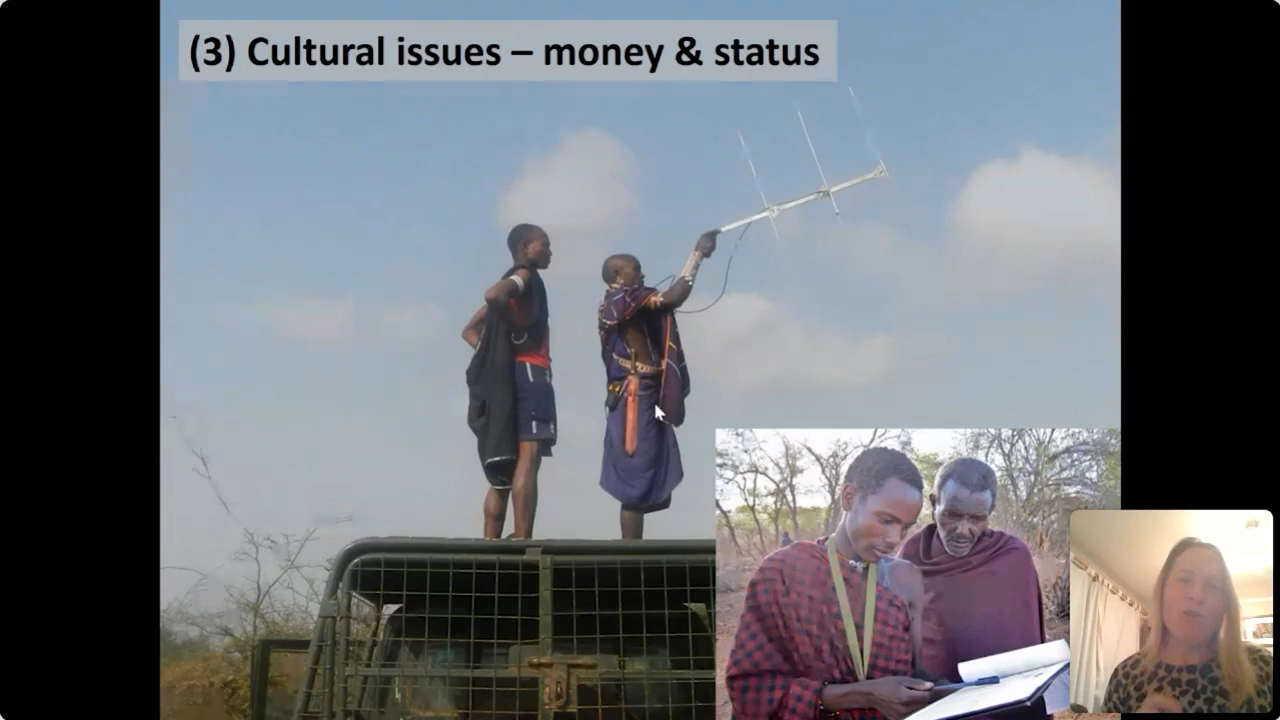 (3) Cultural issues – money & status